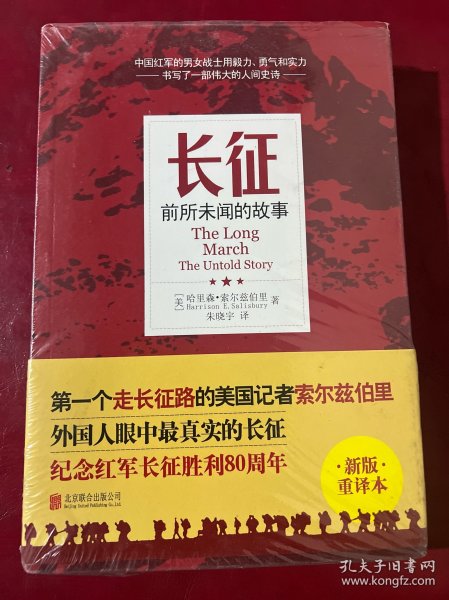 中国红军的男女战士用毅力、勇气和实力
书写了一部伟大的人间史诗
长征
前所未闻的故事
The Long
March
The Untold Story
[美] 哈里森·索尔兹伯里 著
Harrison E. Salisbury
朱晓宇 译
第一个走长征路的美国记者索尔兹伯里
外国人眼中最真实的长征
纪念红军长征胜利80周年
·新版·
重译本
北京联合出版公司
Beijing United Publishing Co.,Ltd.
孔夫子旧书网
www.kongfz.com